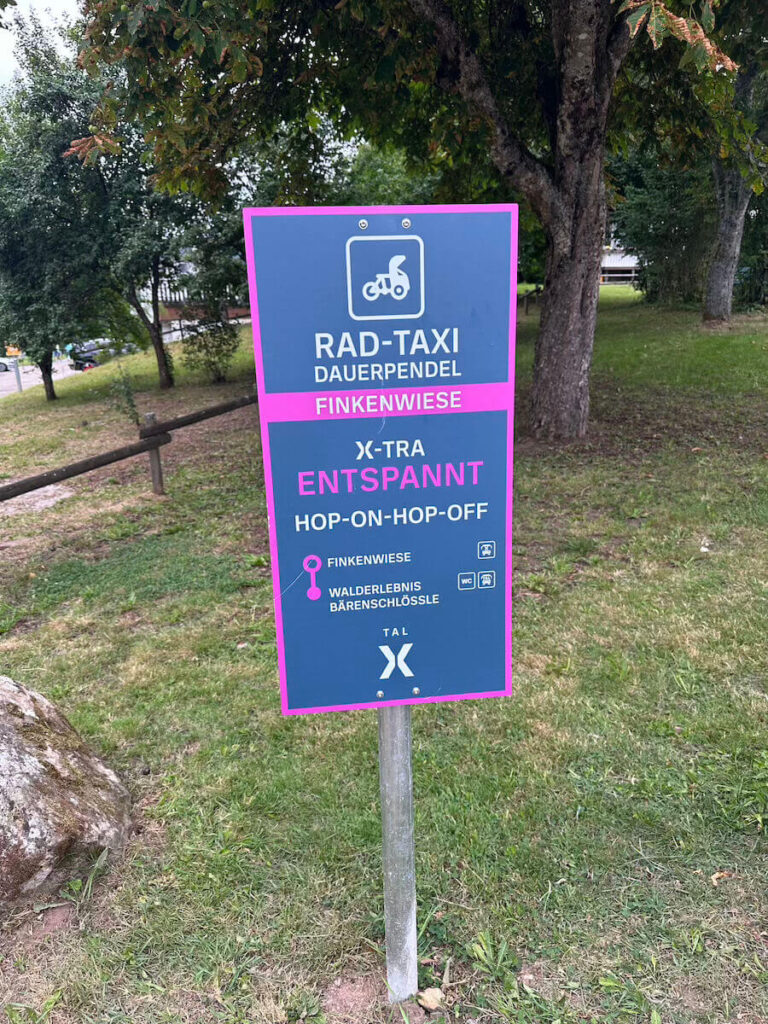 RAD-TAXI
DAUERPENDEL
FINKENWIESE
X-TRA
ENTSPANNT
HOP-ON-HOP-OFF
FINKENWIESE
WC
WALDERLEBNIS
BÄRENSCHLÖSSLE
TAL
X